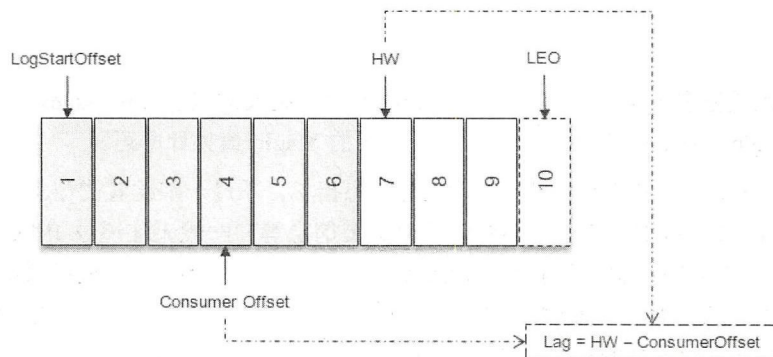 LogStartOffset
HW
LEO
1
2
3
4
5
6
7
8
9
10
Consumer Offset
Lag = HW – ConsumerOffset